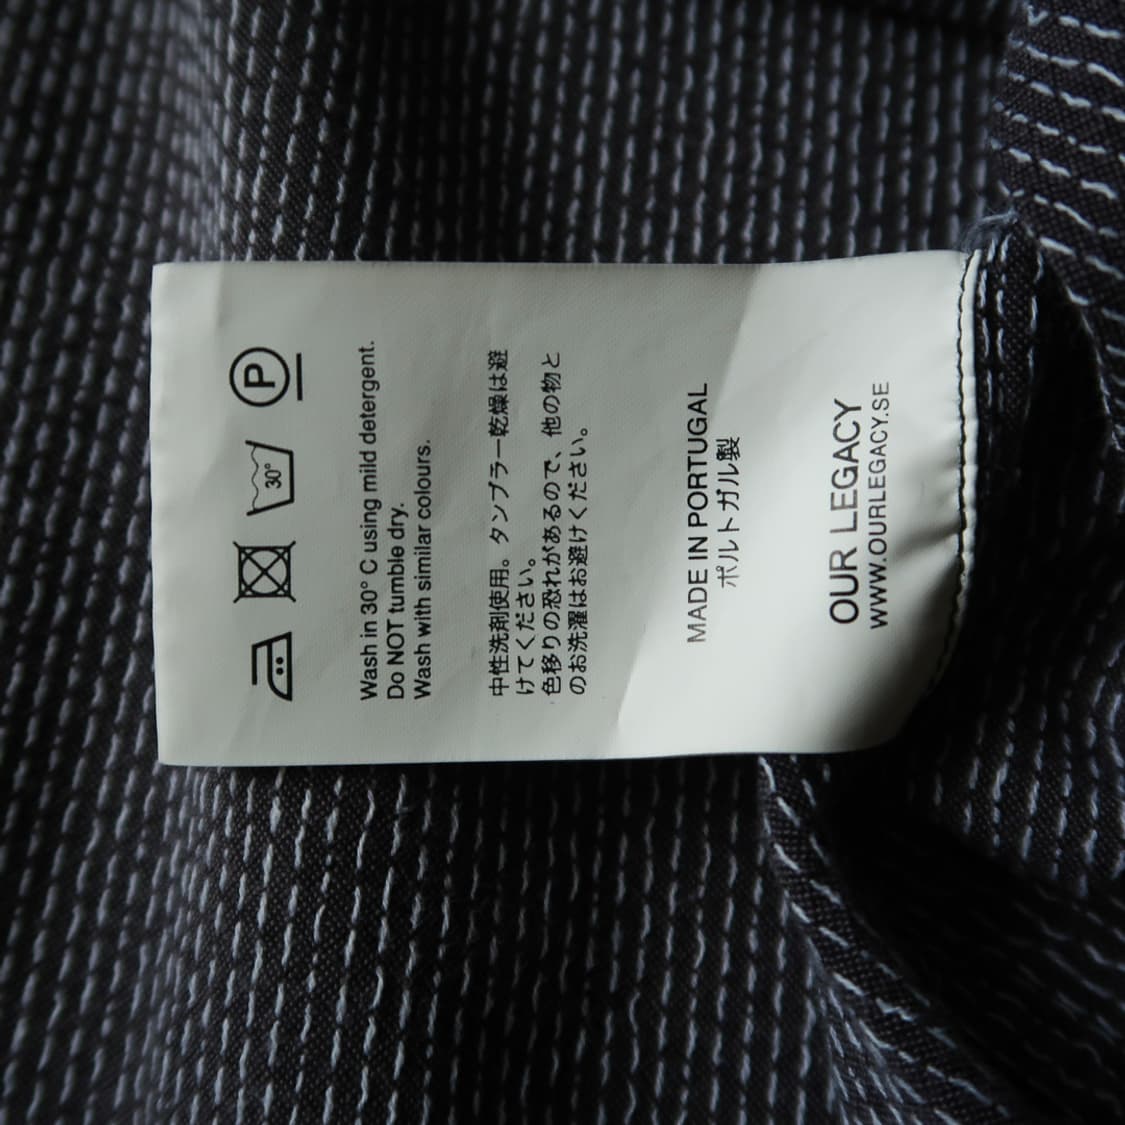 OUR LEGACY
WWW.OURLEGACY.SE
MADE IN PORTUGAL
ポルトガル製
中性洗剤使用。タンブラー乾燥は避
けてください。
色移りの恐れがあるので、他の物と
のお洗濯はお避けください。
Wash in 30° C using mild detergent.
Do NOT tumble dry.
Wash with similar colours.
30°
P